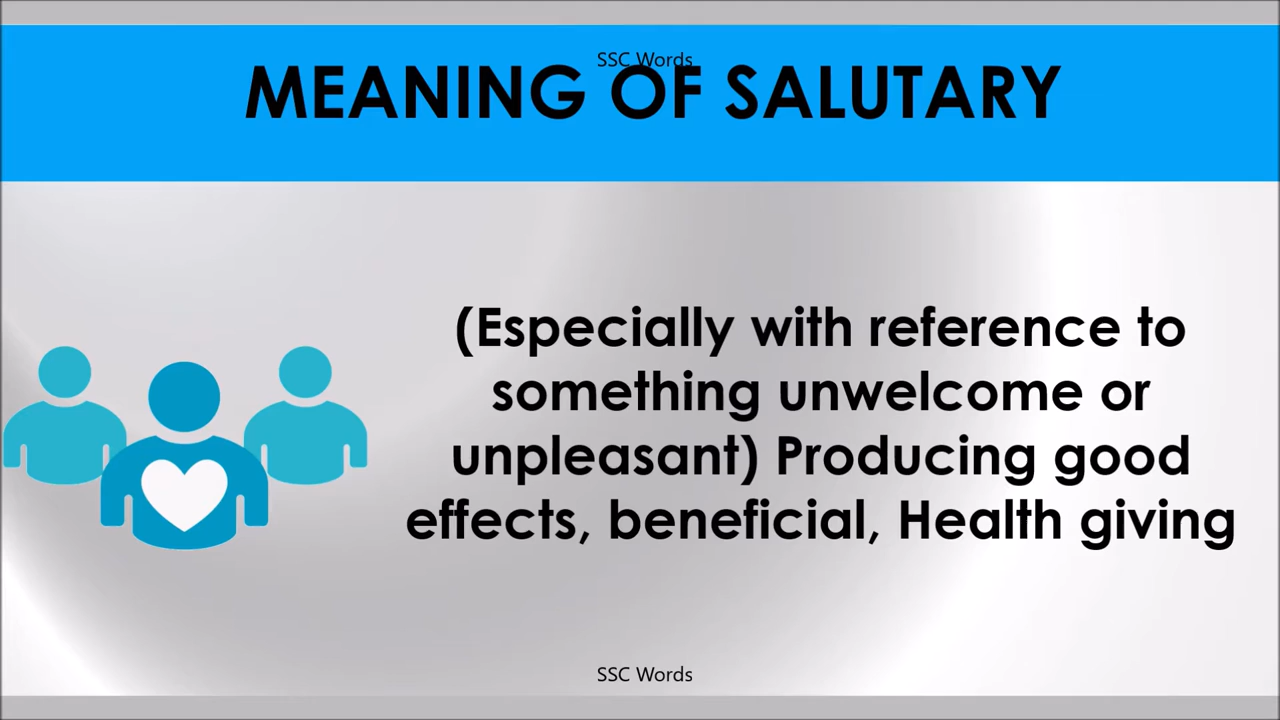 SSC Words
MEANING OF SALUTARY
(Especially with reference to
something unwelcome or
unpleasant) Producing good
effects, beneficial, Health giving
SSC Words